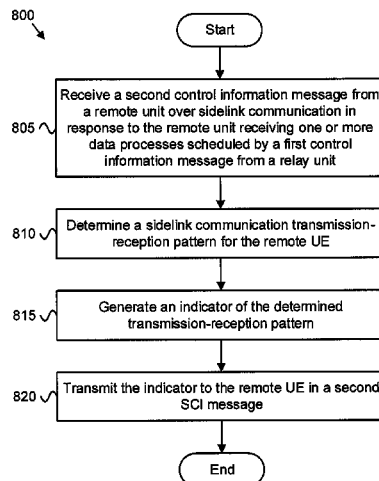 800
Start
805
Receive a second control information message from
a remote unit over sidelink communication in
response to the remote unit receiving one or more
data processes scheduled by a first control
information message from a relay unit
810
Determine a sidelink communication transmission-
reception pattern for the remote UE
815
Generate an indicator of the determined
transmission-reception pattern
820
Transmit the indicator to the remote UE in a second
SCI message
End